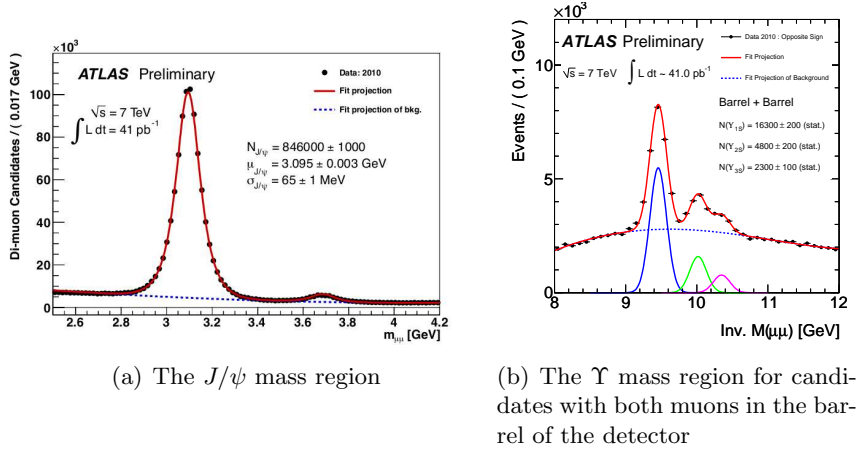 ×10³
ATLAS Preliminary
√s = 7 TeV
∫ L dt = 41 pb⁻¹
Data: 2010
Fit projection
Fit projection of bkg.
N_J/ψ = 846000 ± 1000
μ_J/ψ = 3.095 ± 0.003 GeV
σ_J/ψ = 65 ± 1 MeV
Di-muon Candidates / ( 0.017 GeV )
100
80
60
40
20
0
2.6 2.8 3 3.2 3.4 3.6 3.8 4 4.2
m_μμ [GeV]
(a) The J/ψ mass region
×10³
ATLAS Preliminary
√s = 7 TeV ∫ L dt ~ 41.0 pb⁻¹
Data 2010 : Opposite Sign
Fit Projection
Fit Projection of Background
Barrel + Barrel
N(ϒ1S) = 16300 ± 200 (stat.)
N(ϒ2S) = 4800 ± 200 (stat.)
N(ϒ3S) = 2300 ± 100 (stat.)
Events / ( 0.1 GeV )
10
5
0
8 9 10 11 12
Inv. M(μμ) [GeV]
(b) The ϒ mass region for candi-
dates with both muons in the bar-
rel of the detector